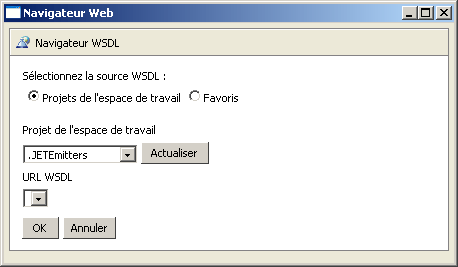 Navigateur Web
Navigateur WSDL
Sélectionnez la source WSDL :
Projets de l'espace de travail Favoris
Projet de l'espace de travail
.JETEmitters Actualiser
URL WSDL
OK Annuler